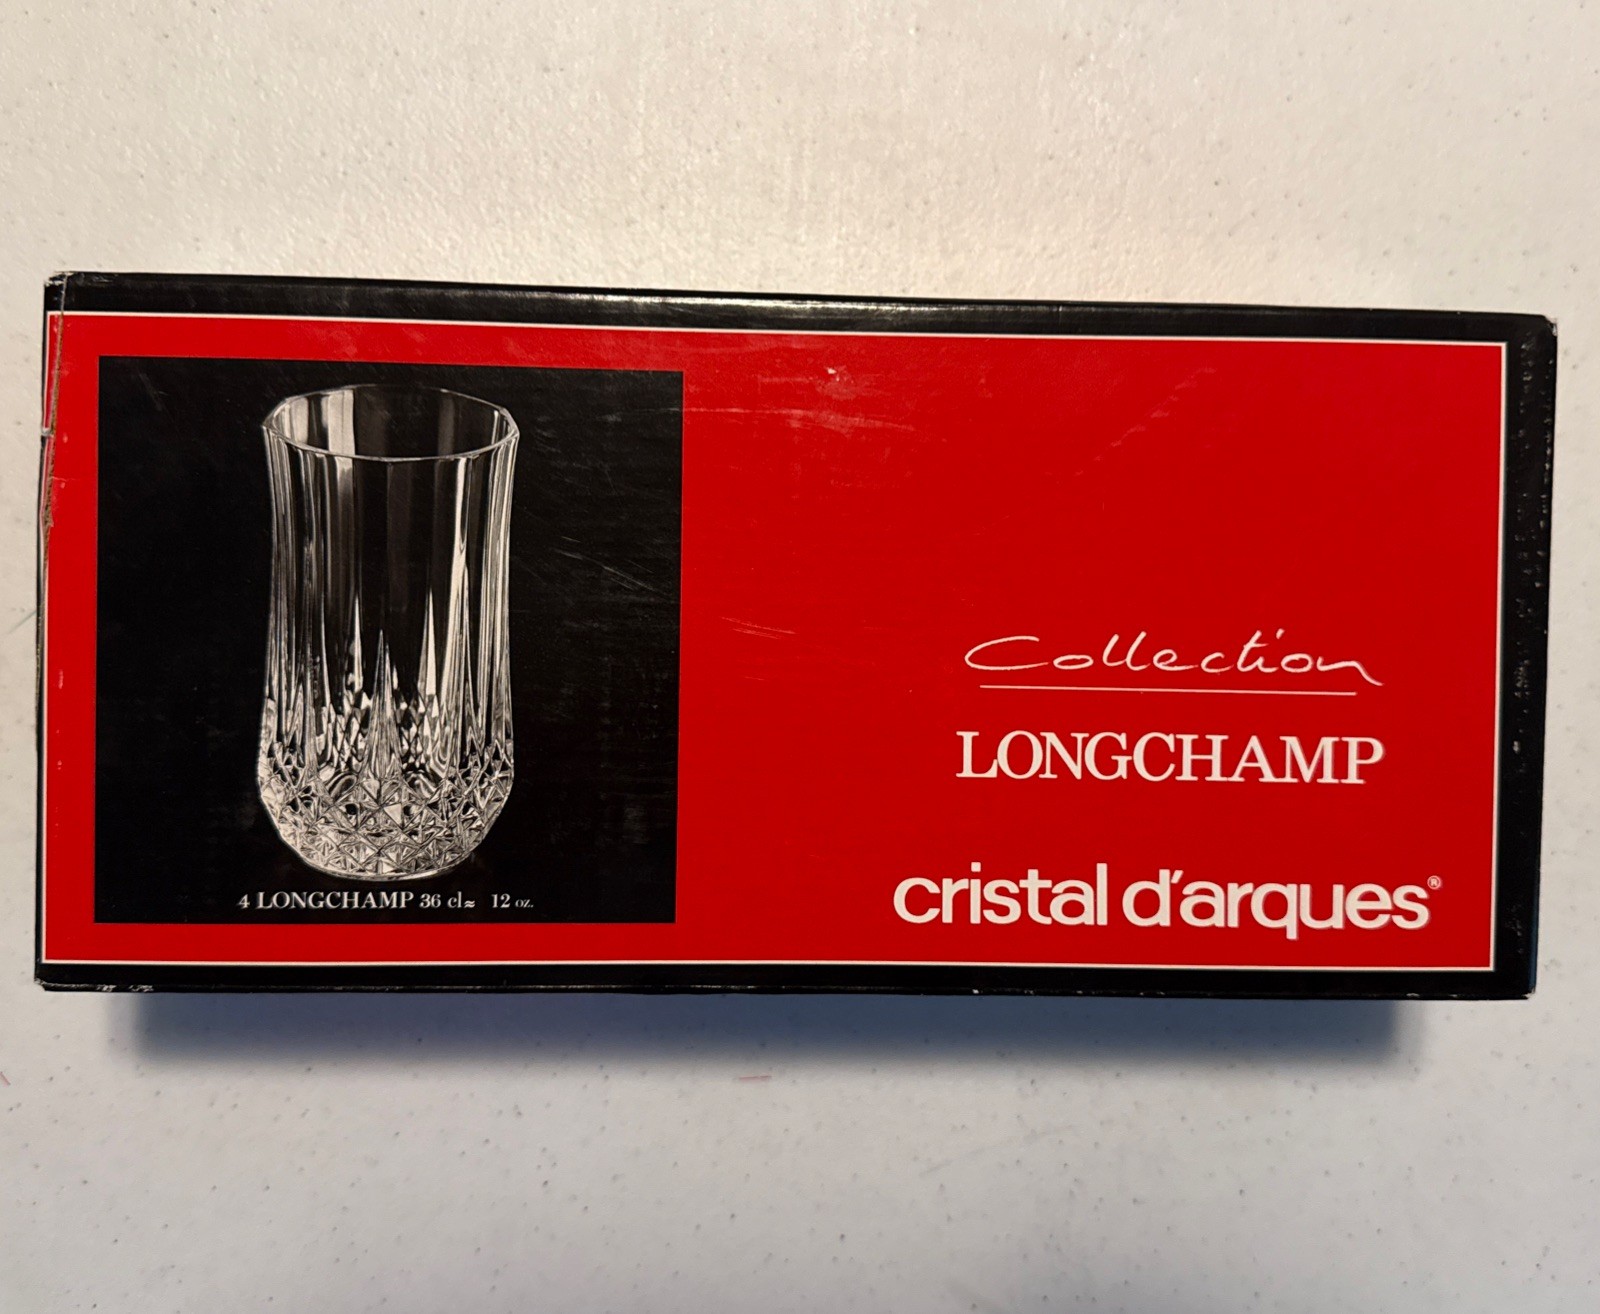 4 LONGCHAMP 36 cl≈ 12 oz.
Collection
LONGCHAMP
cristal d'arques®